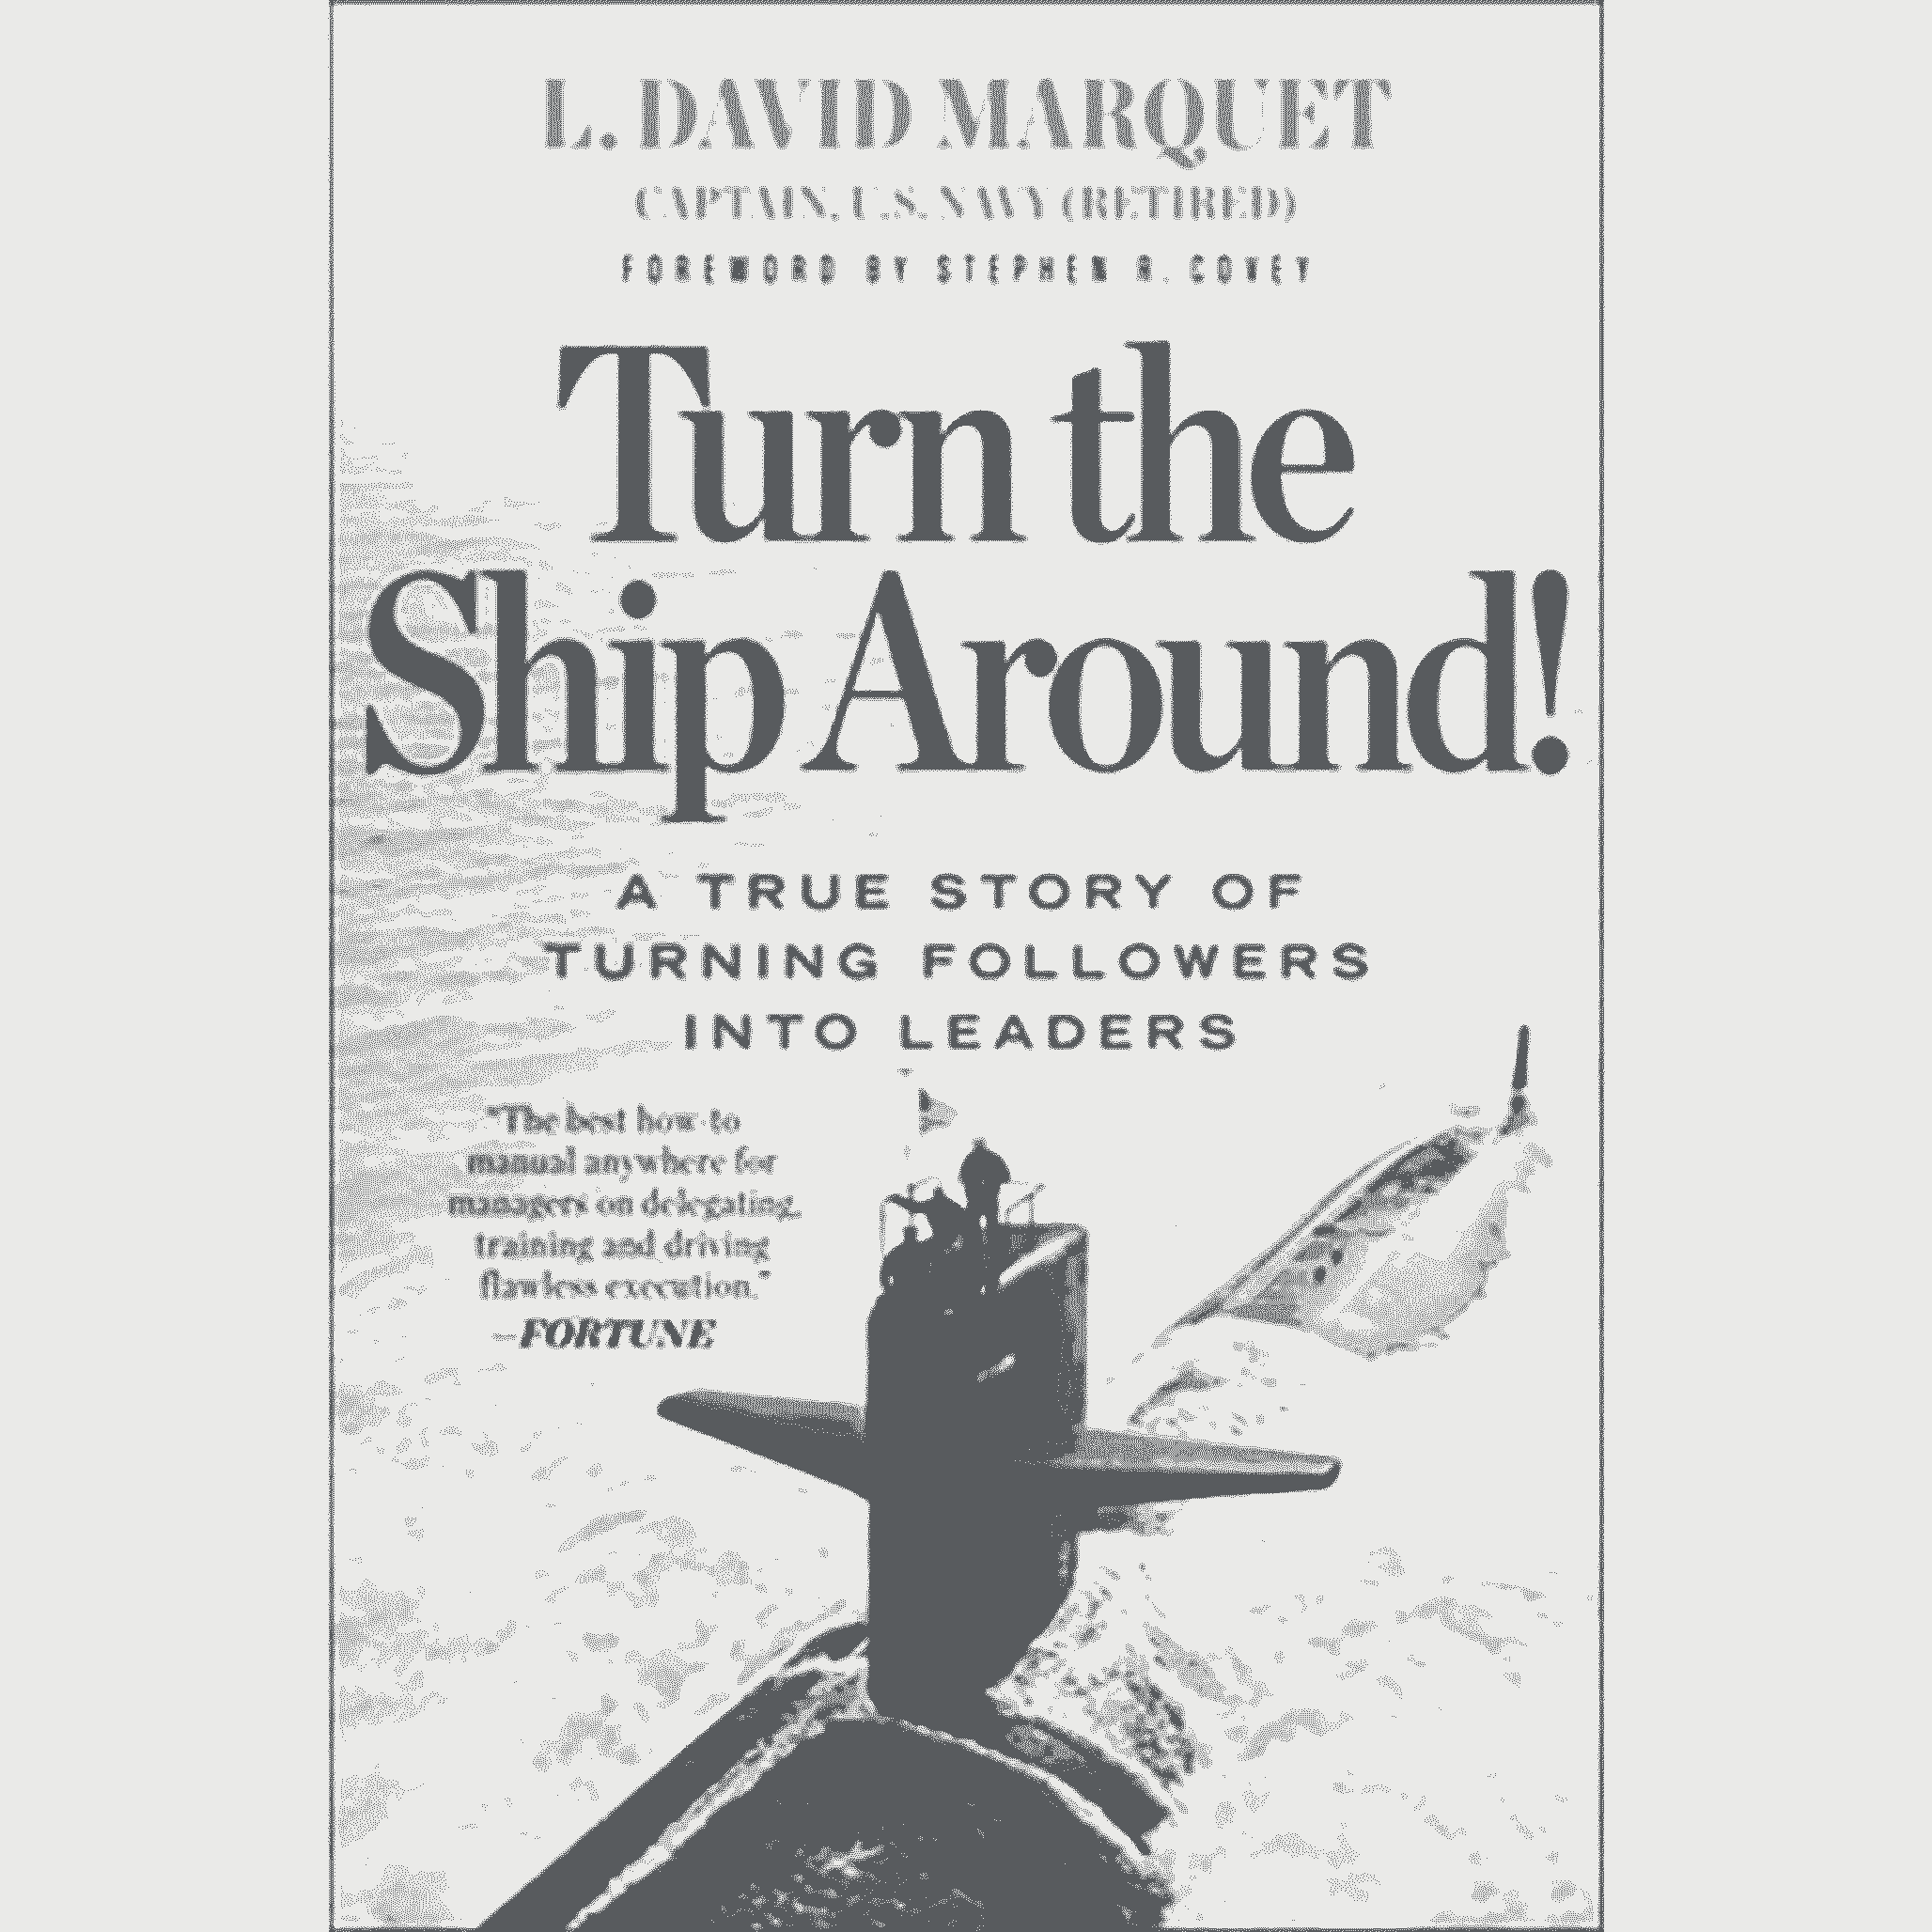 L. DAVID MARQUET
CAPTAIN, U.S. NAVY (RETIRED)
FOREWORD BY STEPHEN R. COVEY
Turn the
Ship Around!
A TRUE STORY OF
TURNING FOLLOWERS
INTO LEADERS
"The best how-to
manual anywhere for
managers on delegating,
training and driving
flawless execution."
—FORTUNE